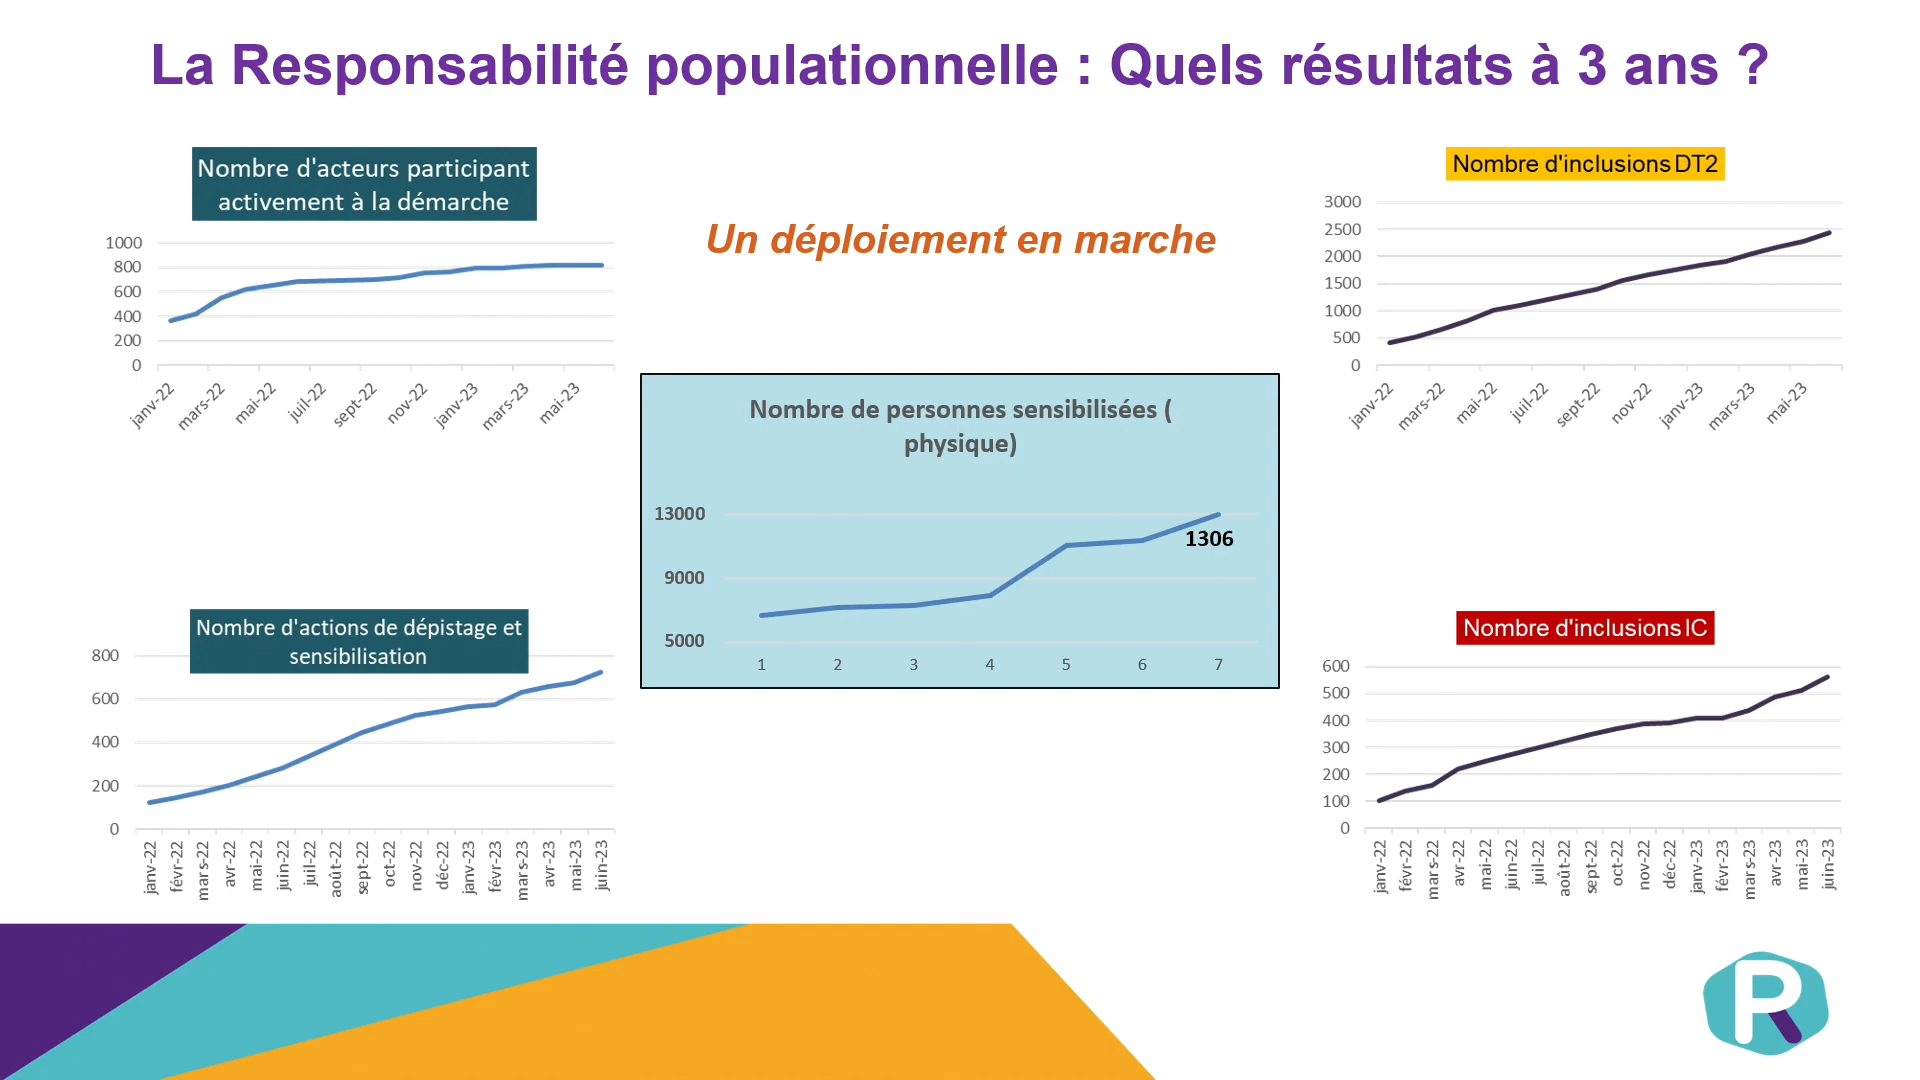 La Responsabilité populationnelle : Quels résultats à 3 ans ?
Nombre d'acteurs participant
activement à la démarche
1000
800
600
400
200
0
janv-22
mars-22
mai-22
juil-22
sept-22
nov-22
janv-23
mars-23
mai-23
Un déploiement en marche
Nombre d'inclusions DT2
3000
2500
2000
1500
1000
500
0
janv-22
mars-22
mai-22
juil-22
sept-22
nov-22
janv-23
mars-23
mai-23
Nombre de personnes sensibilisées (
physique)
13000
9000
5000
1306
1 2 3 4 5 6 7
Nombre d'actions de dépistage et
sensibilisation
800
600
400
200
0
janv-22
févr-22
mars-22
avr-22
mai-22
juin-22
juil-22
août-22
sept-22
oct-22
nov-22
déc-22
janv-23
févr-23
mars-23
avr-23
mai-23
juin-23
Nombre d'inclusions IC
600
500
400
300
200
100
0
janv-22
févr-22
mars-22
avr-22
mai-22
juin-22
juil-22
août-22
sept-22
oct-22
nov-22
déc-22
janv-23
févr-23
mars-23
avr-23
mai-23
juin-23